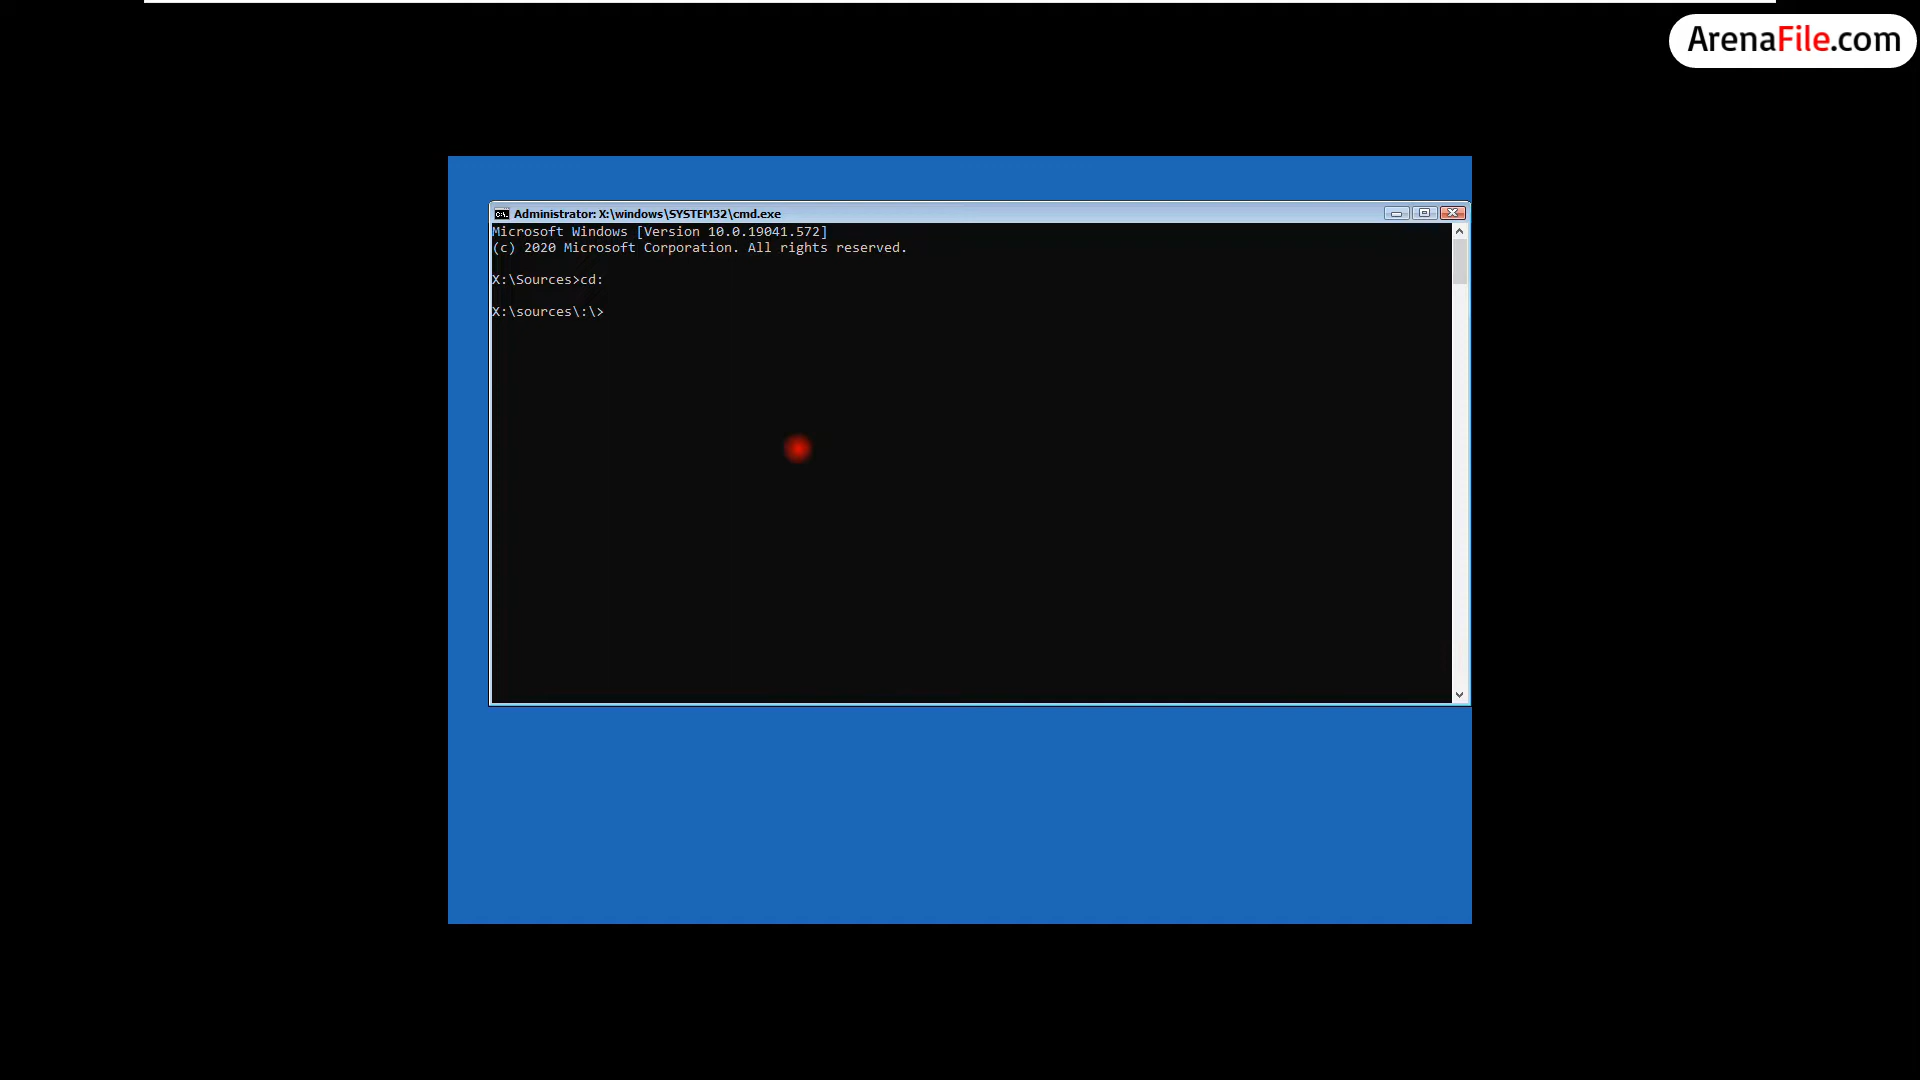 ArenaFile.com
Administrator: X:\windows\SYSTEM32\cmd.exe
Microsoft Windows [Version 10.0.19041.572]
(c) 2020 Microsoft Corporation. All rights reserved.
X:\Sources>cd:
X:\sources\:\>